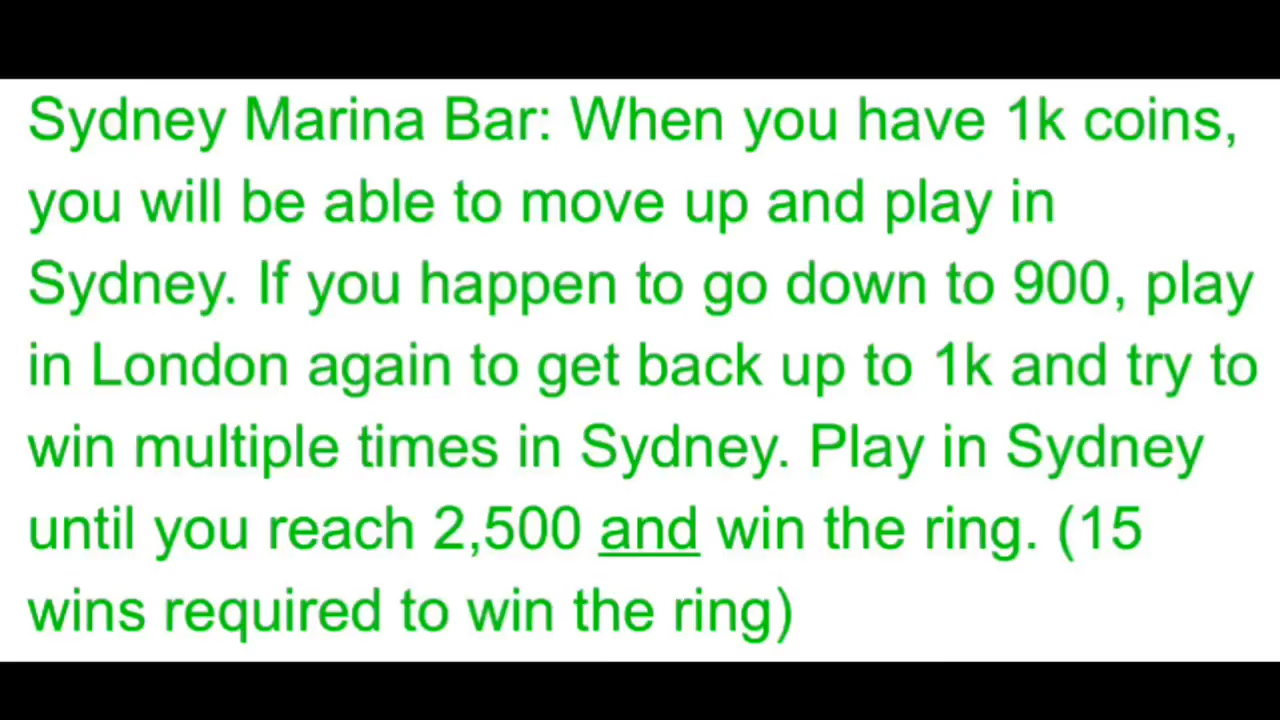 Sydney Marina Bar: When you have 1k coins,
you will be able to move up and play in
Sydney. If you happen to go down to 900, play
in London again to get back up to 1k and try to
win multiple times in Sydney. Play in Sydney
until you reach 2,500 and win the ring. (15
wins required to win the ring)